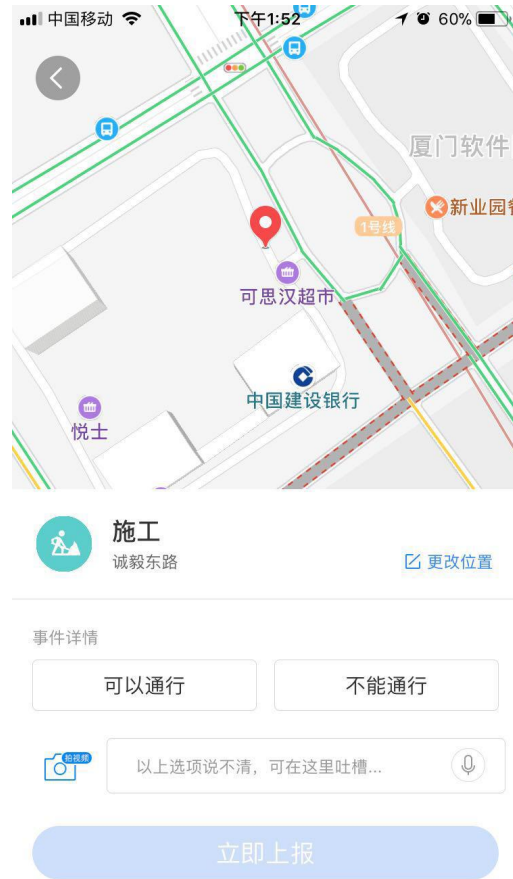 中国移动 下午1:52 60%
厦门软件
新业园
1号线
可思汉超市
中国建设银行
悦士
施工
诚毅东路
更改位置
事件详情
可以通行 不能通行
拍视频
以上选项说不清，可在这里吐槽...
立即上报